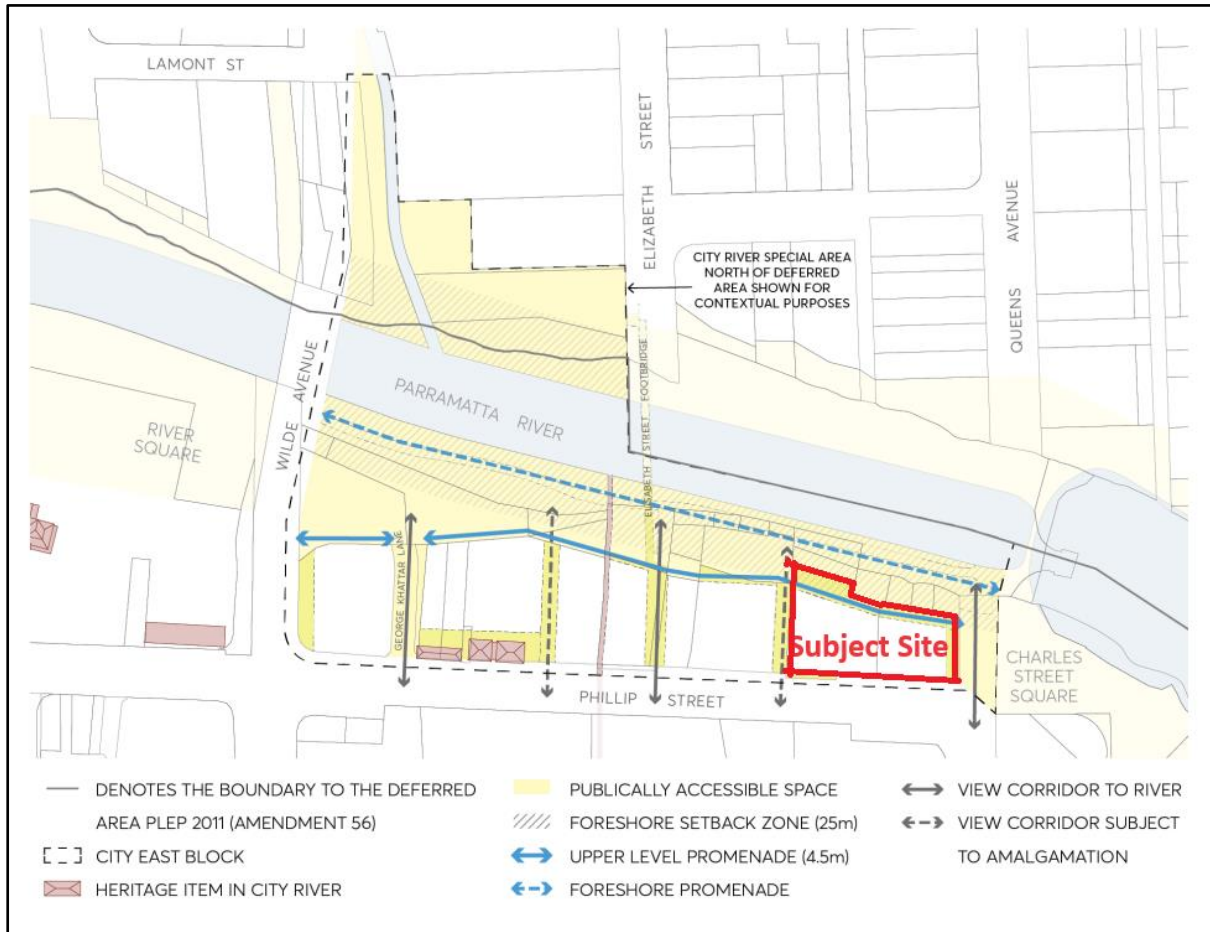 LAMONT ST
ELIZABETH STREET
QUEENS AVENUE
CITY RIVER SPECIAL AREA
NORTH OF DEFERRED
AREA SHOWN FOR
CONTEXTUAL PURPOSES
WILDE AVENUE
PARRAMATTA RIVER
ELISABETH STREET FOOTBRIDGE
RIVER
SQUARE
GEORGE KHATTAR LANE
Subject Site
CHARLES
STREET
SQUARE
PHILLIP STREET
DENOTES THE BOUNDARY TO THE DEFERRED
AREA PLEP 2011 (AMENDMENT 56)
CITY EAST BLOCK
HERITAGE ITEM IN CITY RIVER
PUBLICALLY ACCESSIBLE SPACE
FORESHORE SETBACK ZONE (25m)
UPPER LEVEL PROMENADE (4.5m)
FORESHORE PROMENADE
VIEW CORRIDOR TO RIVER
VIEW CORRIDOR SUBJECT
TO AMALGAMATION